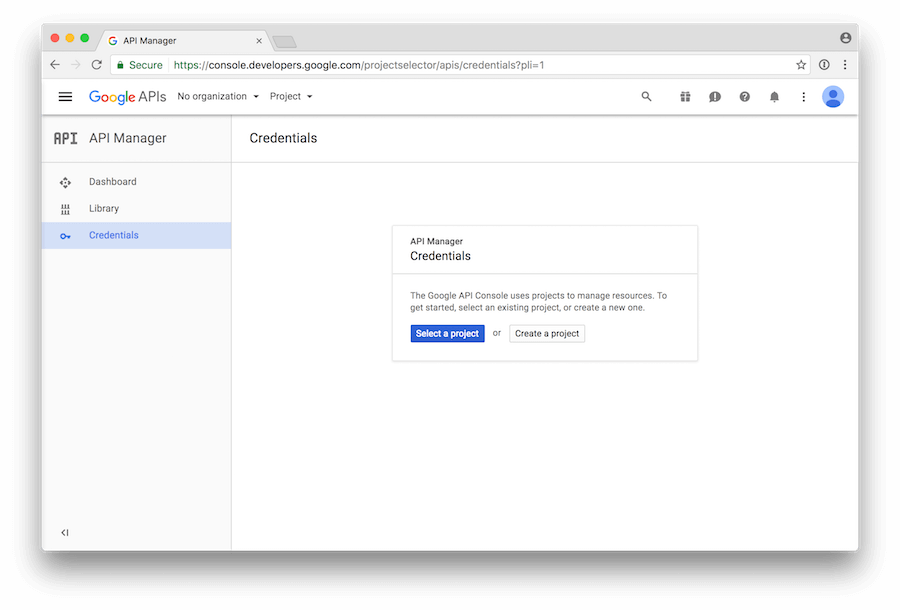 API Manager
Secure https://console.developers.google.com/projectselector/apis/credentials?pli=1
Google APIs No organization Project
API API Manager Credentials
Dashboard
Library
Credentials
API Manager
Credentials
The Google API Console uses projects to manage resources. To
get started, select an existing project, or create a new one.
Select a project or Create a project